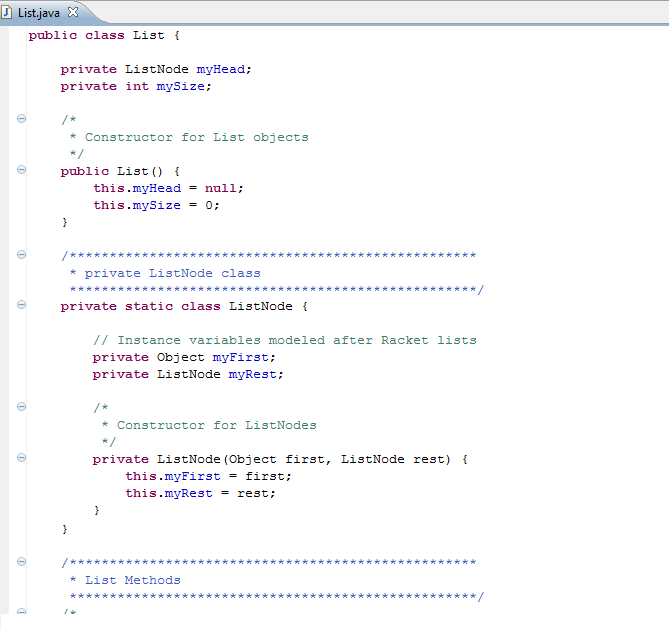 List.java
public class List {
private ListNode myHead;
private int mySize;
/*
* Constructor for List objects
*/
public List() {
this.myHead = null;
this.mySize = 0;
}
/***************************************************
* private ListNode class
***************************************************/
private static class ListNode {
// Instance variables modeled after Racket lists
private Object myFirst;
private ListNode myRest;
/*
* Constructor for ListNodes
*/
private ListNode(Object first, ListNode rest) {
this.myFirst = first;
this.myRest = rest;
}
}
/***************************************************
* List Methods
***************************************************/
/*